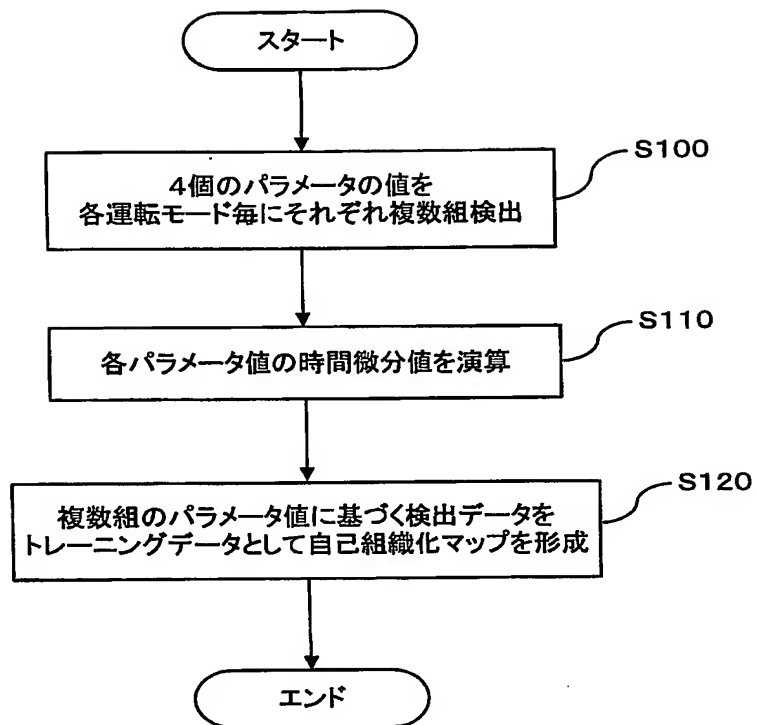 スタート
S100
4個のパラメータの値を
各運転モード毎にそれぞれ複数組検出
S110
各パラメータ値の時間微分値を演算
S120
複数組のパラメータ値に基づく検出データを
トレーニングデータとして自己組織化マップを形成
エンド